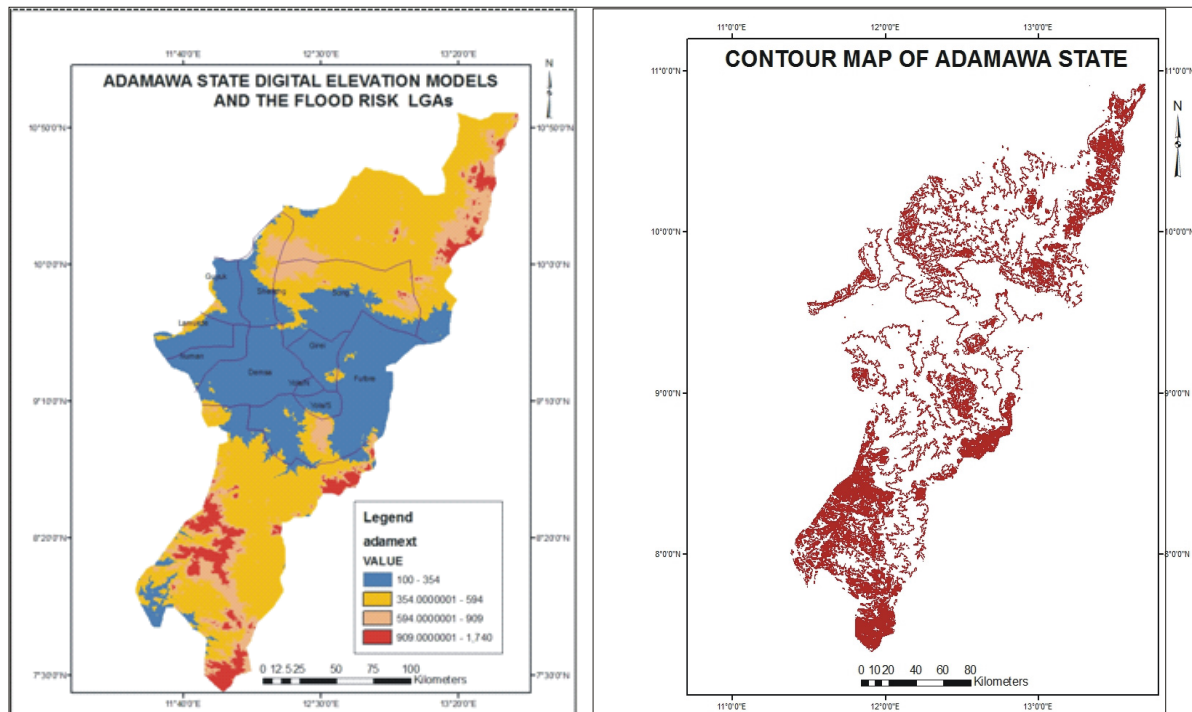 11°40'0"E 12°30'0"E 13°20'0"E
ADAMAWA STATE DIGITAL ELEVATION MODELS
AND THE FLOOD RISK LGAs
N
10°50'0"N 10°50'0"N
10°0'0"N 10°0'0"N
Guyuk
Shelleng
Song
Lamurde
Numan
Girei
Demsa
Fufore
9°10'0"N 9°10'0"N
8°20'0"N 8°20'0"N
7°30'0"N 7°30'0"N
Legend
adamext
VALUE
100 - 354
354.0000001 - 594
594.0000001 - 909
909.0000001 - 1,740
0 12.525 50 75 100
Kilometers
11°40'0"E 12°30'0"E 13°20'0"E
11°0'0"E 12°0'0"E 13°0'0"E
CONTOUR MAP OF ADAMAWA STATE
11°0'0"N 11°0'0"N
N
10°0'0"N 10°0'0"N
9°0'0"N 9°0'0"N
8°0'0"N 8°0'0"N
0 10 20 40 60 80
Kilometers
11°0'0"E 12°0'0"E 13°0'0"E